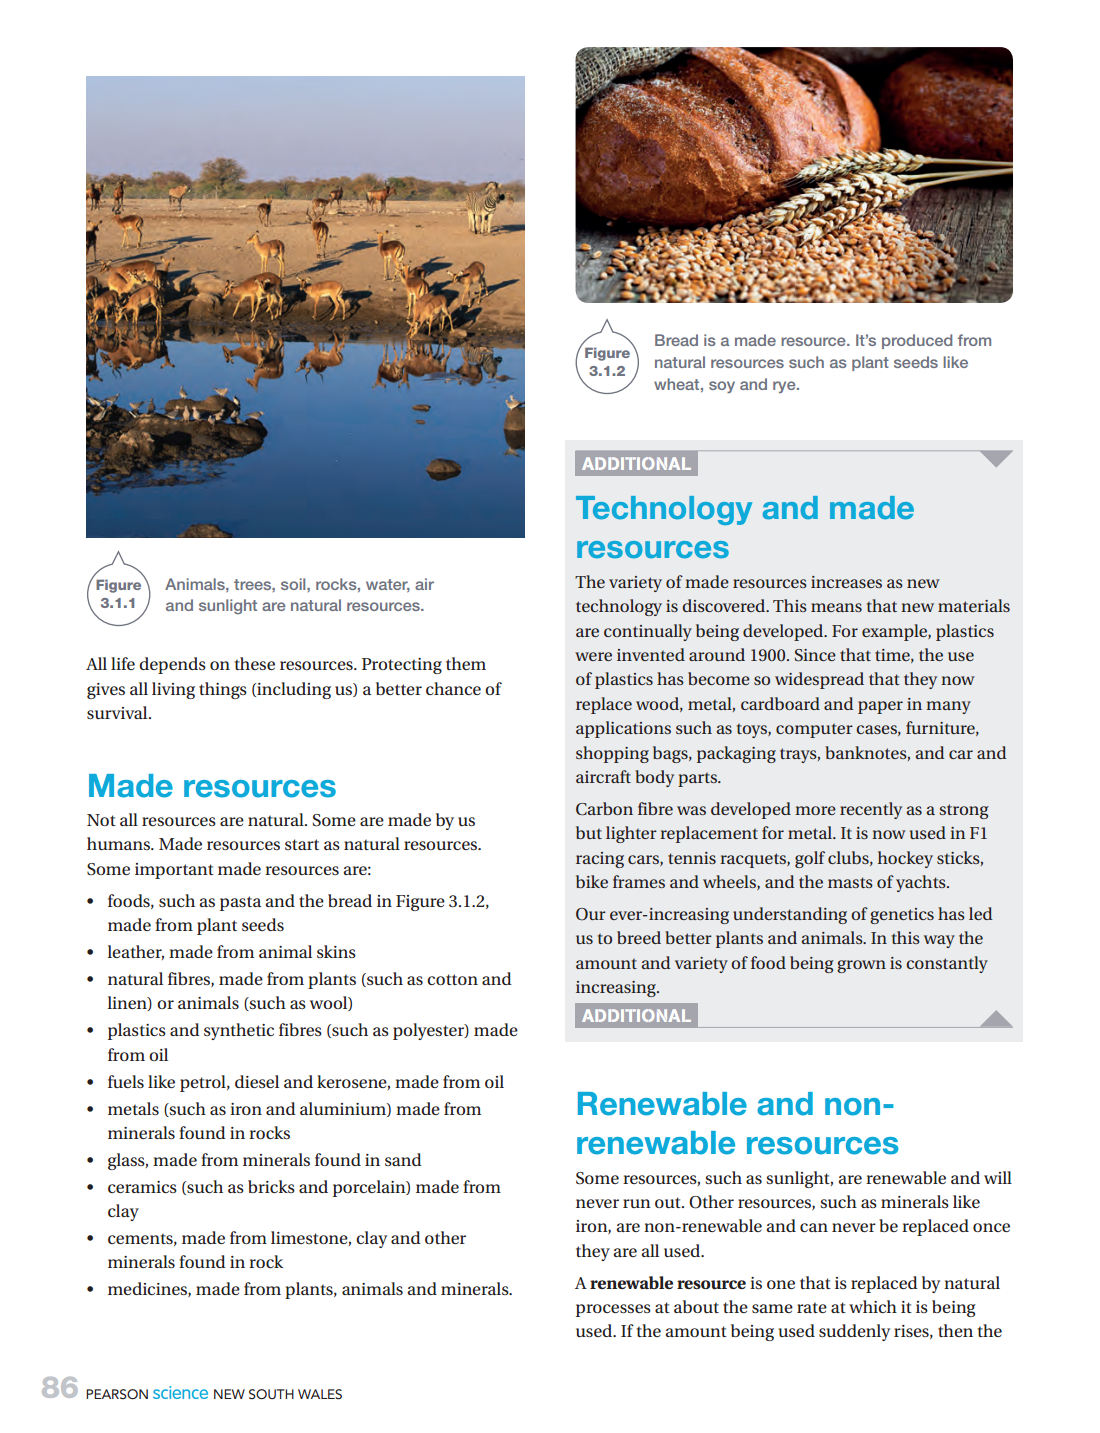 Figure
3.1.1
Animals, trees, soil, rocks, water, air
and sunlight are natural resources.
All life depends on these resources. Protecting them
gives all living things (including us) a better chance of
survival.
Made resources
Not all resources are natural. Some are made by us
humans. Made resources start as natural resources.
Some important made resources are:
• foods, such as pasta and the bread in Figure 3.1.2,
made from plant seeds
• leather, made from animal skins
• natural fibres, made from plants (such as cotton and
linen) or animals (such as wool)
• plastics and synthetic fibres (such as polyester) made
from oil
• fuels like petrol, diesel and kerosene, made from oil
• metals (such as iron and aluminium) made from
minerals found in rocks
• glass, made from minerals found in sand
• ceramics (such as bricks and porcelain) made from
clay
• cements, made from limestone, clay and other
minerals found in rock
• medicines, made from plants, animals and minerals.
Figure
3.1.2
Bread is a made resource. It's produced from
natural resources such as plant seeds like
wheat, soy and rye.
ADDITIONAL
Technology and made
resources
The variety of made resources increases as new
technology is discovered. This means that new materials
are continually being developed. For example, plastics
were invented around 1900. Since that time, the use
of plastics has become so widespread that they now
replace wood, metal, cardboard and paper in many
applications such as toys, computer cases, furniture,
shopping bags, packaging trays, banknotes, and car and
aircraft body parts.
Carbon fibre was developed more recently as a strong
but lighter replacement for metal. It is now used in F1
racing cars, tennis racquets, golf clubs, hockey sticks,
bike frames and wheels, and the masts of yachts.
Our ever-increasing understanding of genetics has led
us to breed better plants and animals. In this way the
amount and variety of food being grown is constantly
increasing.
ADDITIONAL
Renewable and non-
renewable resources
Some resources, such as sunlight, are renewable and will
never run out. Other resources, such as minerals like
iron, are non-renewable and can never be replaced once
they are all used.
A renewable resource is one that is replaced by natural
processes at about the same rate at which it is being
used. If the amount being used suddenly rises, then the
86 PEARSON science NEW SOUTH WALES